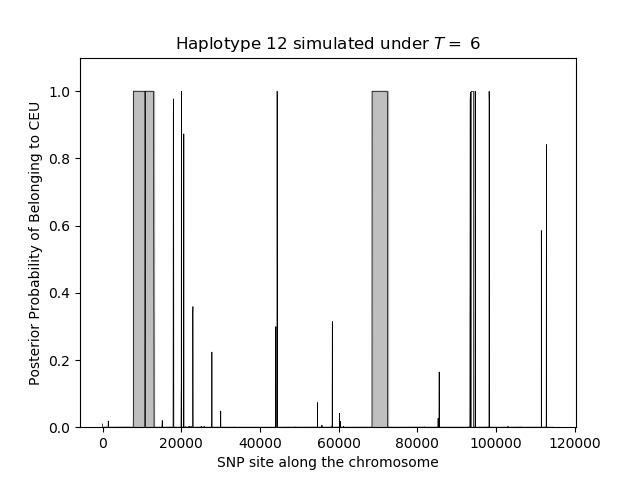 Haplotype 12 simulated under T = 6
Posterior Probability of Belonging to CEU
1.0
0.8
0.6
0.4
0.2
0.0
0 20000 40000 60000 80000 100000 120000
SNP site along the chromosome